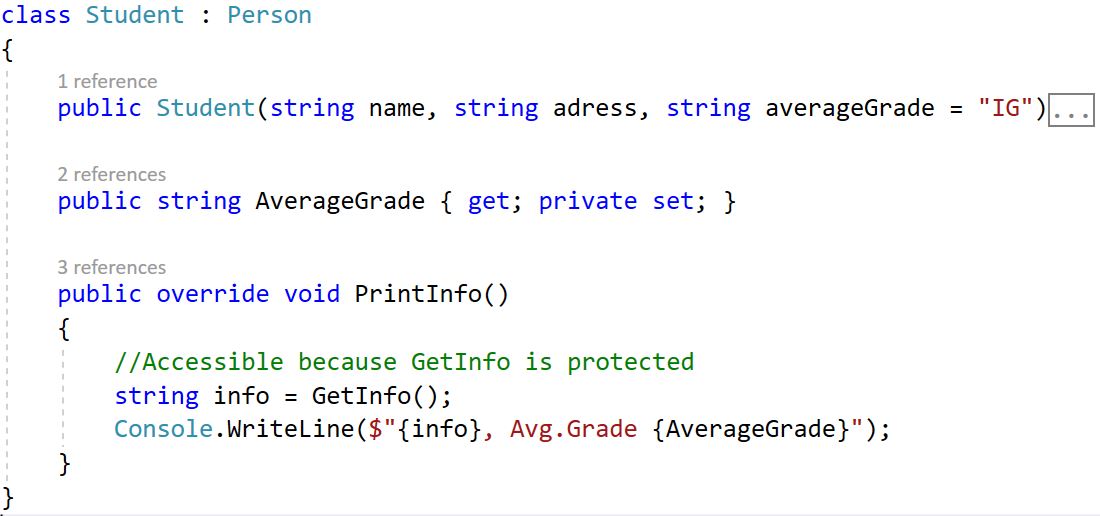 class Student : Person
{
1 reference
public Student(string name, string adress, string averageGrade = "IG")...
2 references
public string AverageGrade { get; private set; }
3 references
public override void PrintInfo()
{
//Accessible because GetInfo is protected
string info = GetInfo();
Console.WriteLine($"{info}, Avg.Grade {AverageGrade}");
}
}